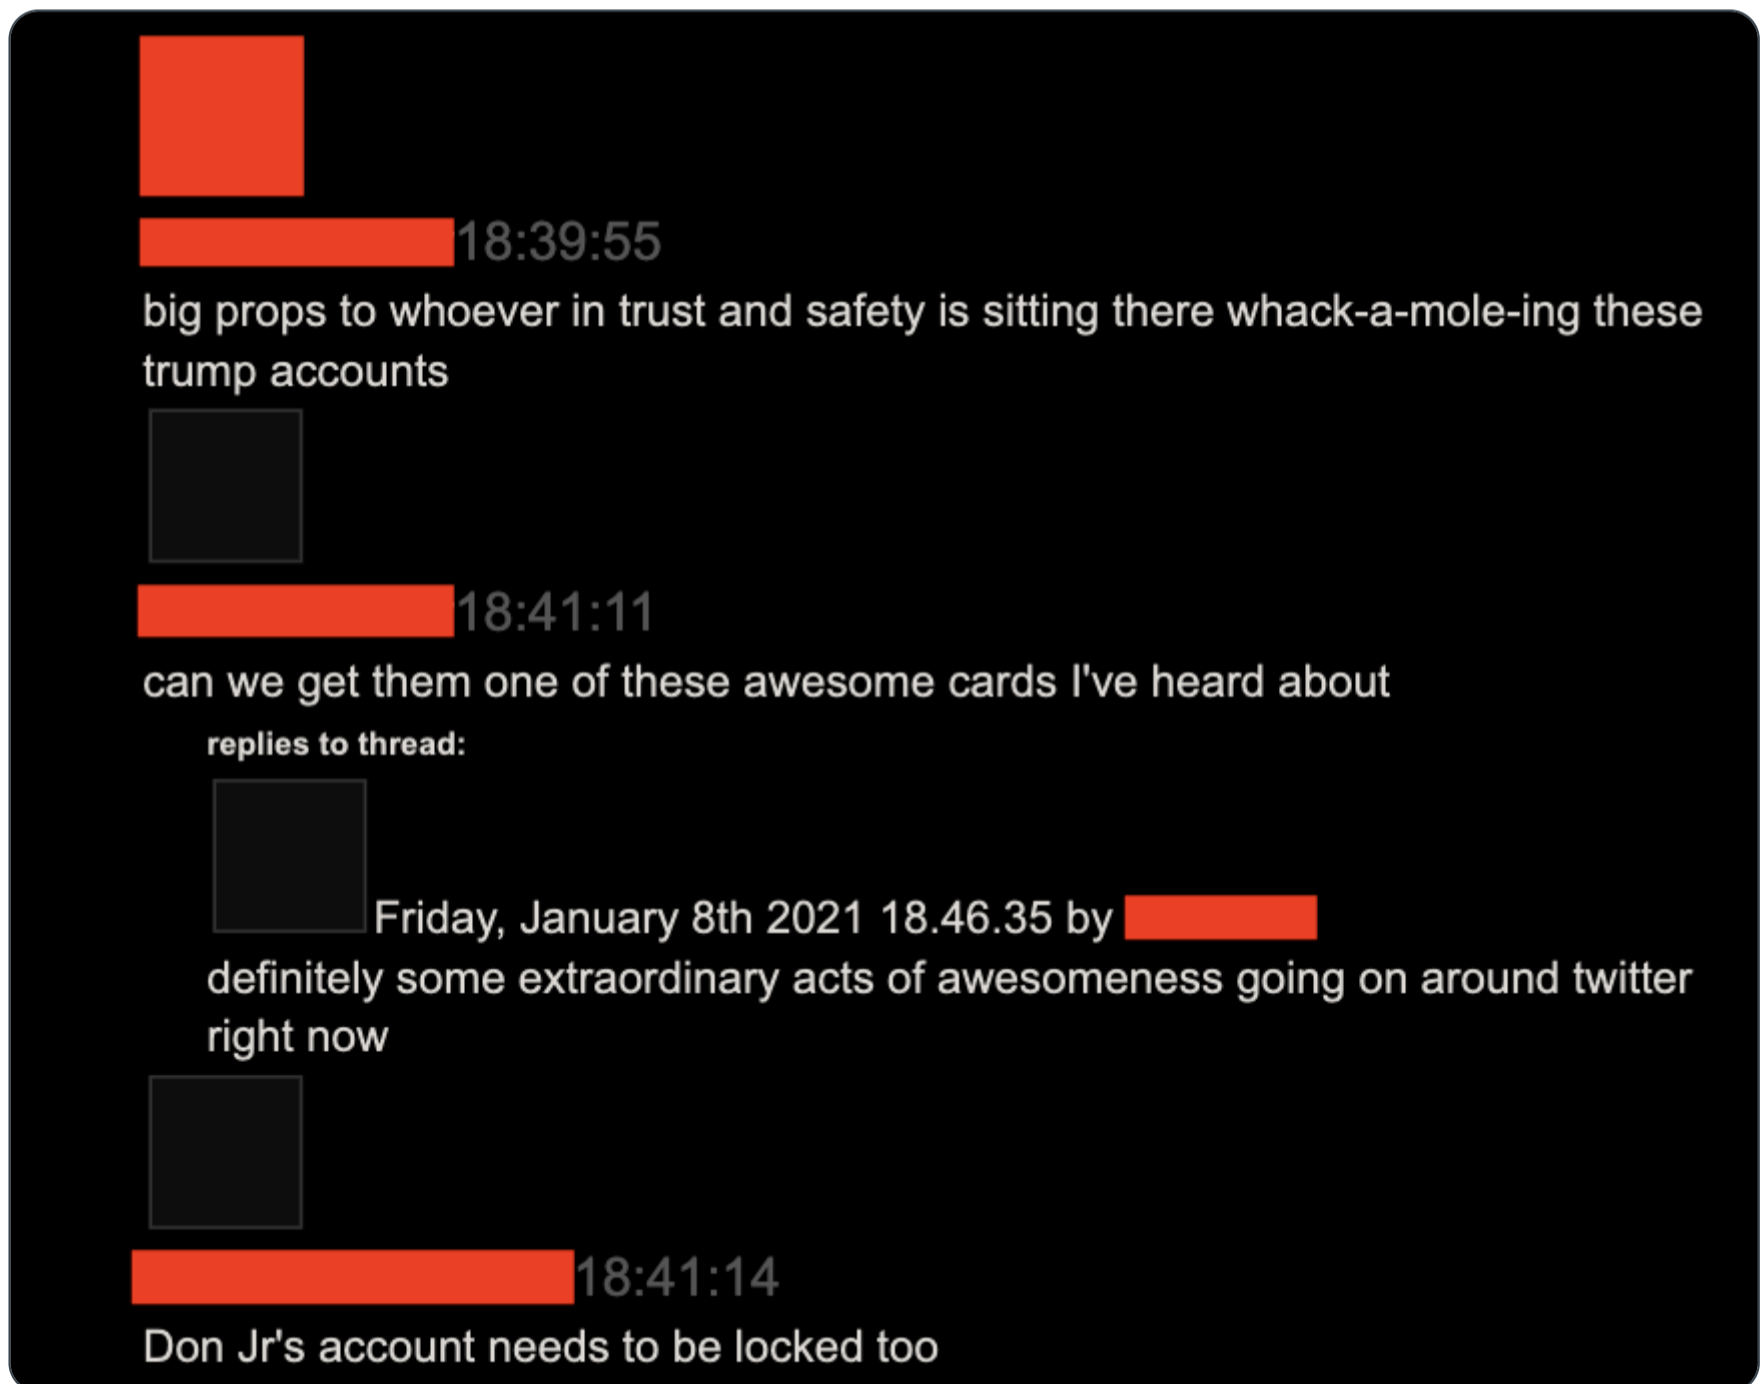 18:39:55
big props to whoever in trust and safety is sitting there whack-a-mole-ing these
trump accounts
18:41:11
can we get them one of these awesome cards I've heard about
replies to thread:
Friday, January 8th 2021 18.46.35 by
definitely some extraordinary acts of awesomeness going on around twitter
right now
18:41:14
Don Jr's account needs to be locked too